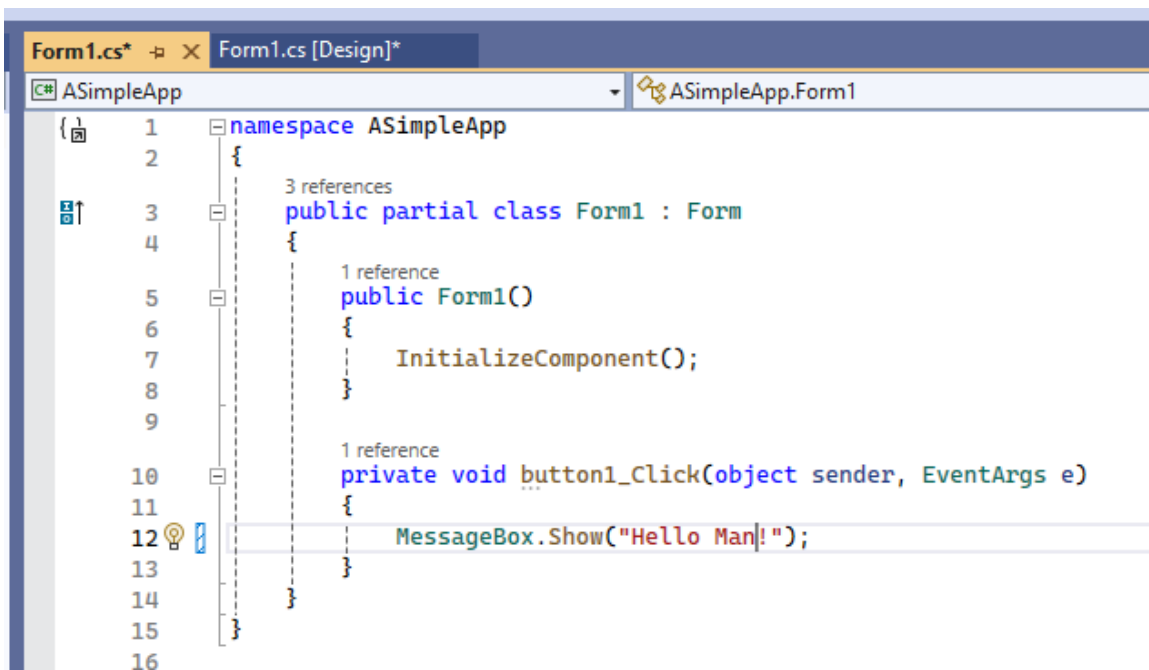 Form1.cs* Form1.cs [Design]*
C# ASimpleApp ASimpleApp.Form1
1 namespace ASimpleApp
2 {
3 references
3 public partial class Form1 : Form
4 {
1 reference
5 public Form1()
6 {
7 InitializeComponent();
8 }
9
1 reference
10 private void button1_Click(object sender, EventArgs e)
11 {
12 MessageBox.Show("Hello Man!");
13 }
14 }
15 }
16